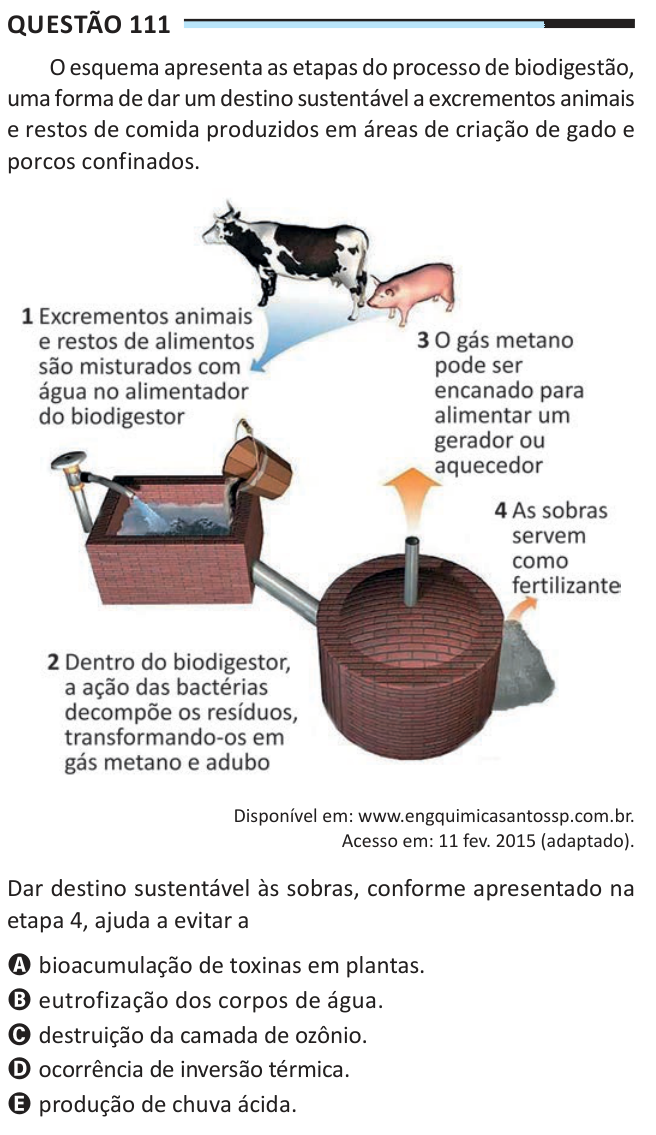 QUESTÃO 111
O esquema apresenta as etapas do processo de biodigestão,
uma forma de dar um destino sustentável a excrementos animais
e restos de comida produzidos em áreas de criação de gado e
porcos confinados.
1 Excrementos animais
e restos de alimentos
são misturados com
água no alimentador
do biodigestor
3 O gás metano
pode ser
encanado para
alimentar um
gerador ou
aquecedor
4 As sobras
servem
como
fertilizante
2 Dentro do biodigestor,
a ação das bactérias
decompõe os resíduos,
transformando-os em
gás metano e adubo
Disponível em: www.engquimicasantossp.com.br.
Acesso em: 11 fev. 2015 (adaptado).
Dar destino sustentável às sobras, conforme apresentado na
etapa 4, ajuda a evitar a
A bioacumulação de toxinas em plantas.
B eutrofização dos corpos de água.
C destruição da camada de ozônio.
D ocorrência de inversão térmica.
E produção de chuva ácida.